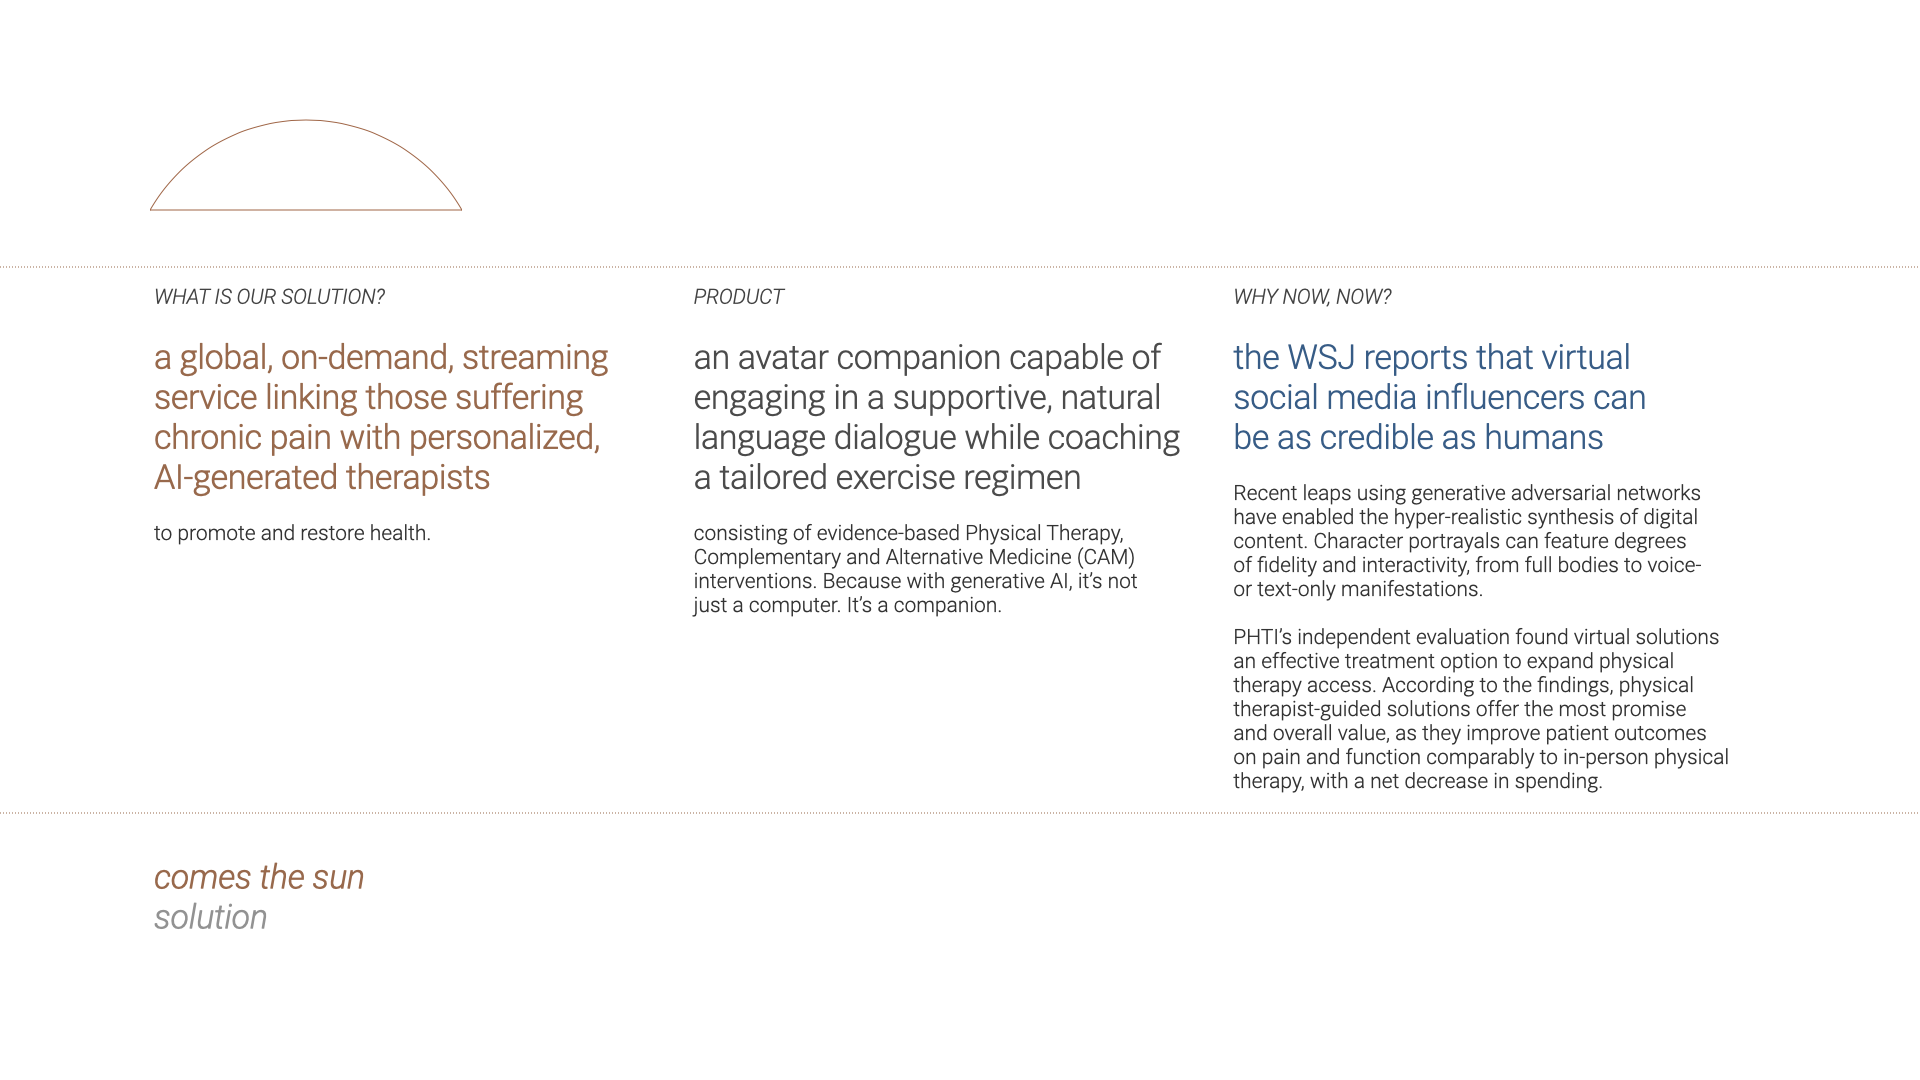 WHAT IS OUR SOLUTION?
a global, on-demand, streaming
service linking those suffering
chronic pain with personalized,
AI-generated therapists
to promote and restore health.
PRODUCT
an avatar companion capable of
engaging in a supportive, natural
language dialogue while coaching
a tailored exercise regimen
consisting of evidence-based Physical Therapy,
Complementary and Alternative Medicine (CAM)
interventions. Because with generative AI, it’s not
just a computer. It’s a companion.
WHY NOW, NOW?
the WSJ reports that virtual
social media influencers can
be as credible as humans
Recent leaps using generative adversarial networks
have enabled the hyper-realistic synthesis of digital
content. Character portrayals can feature degrees
of fidelity and interactivity, from full bodies to voice-
or text-only manifestations.
PHTI’s independent evaluation found virtual solutions
an effective treatment option to expand physical
therapy access. According to the findings, physical
therapist-guided solutions offer the most promise
and overall value, as they improve patient outcomes
on pain and function comparably to in-person physical
therapy, with a net decrease in spending.
comes the sun
solution